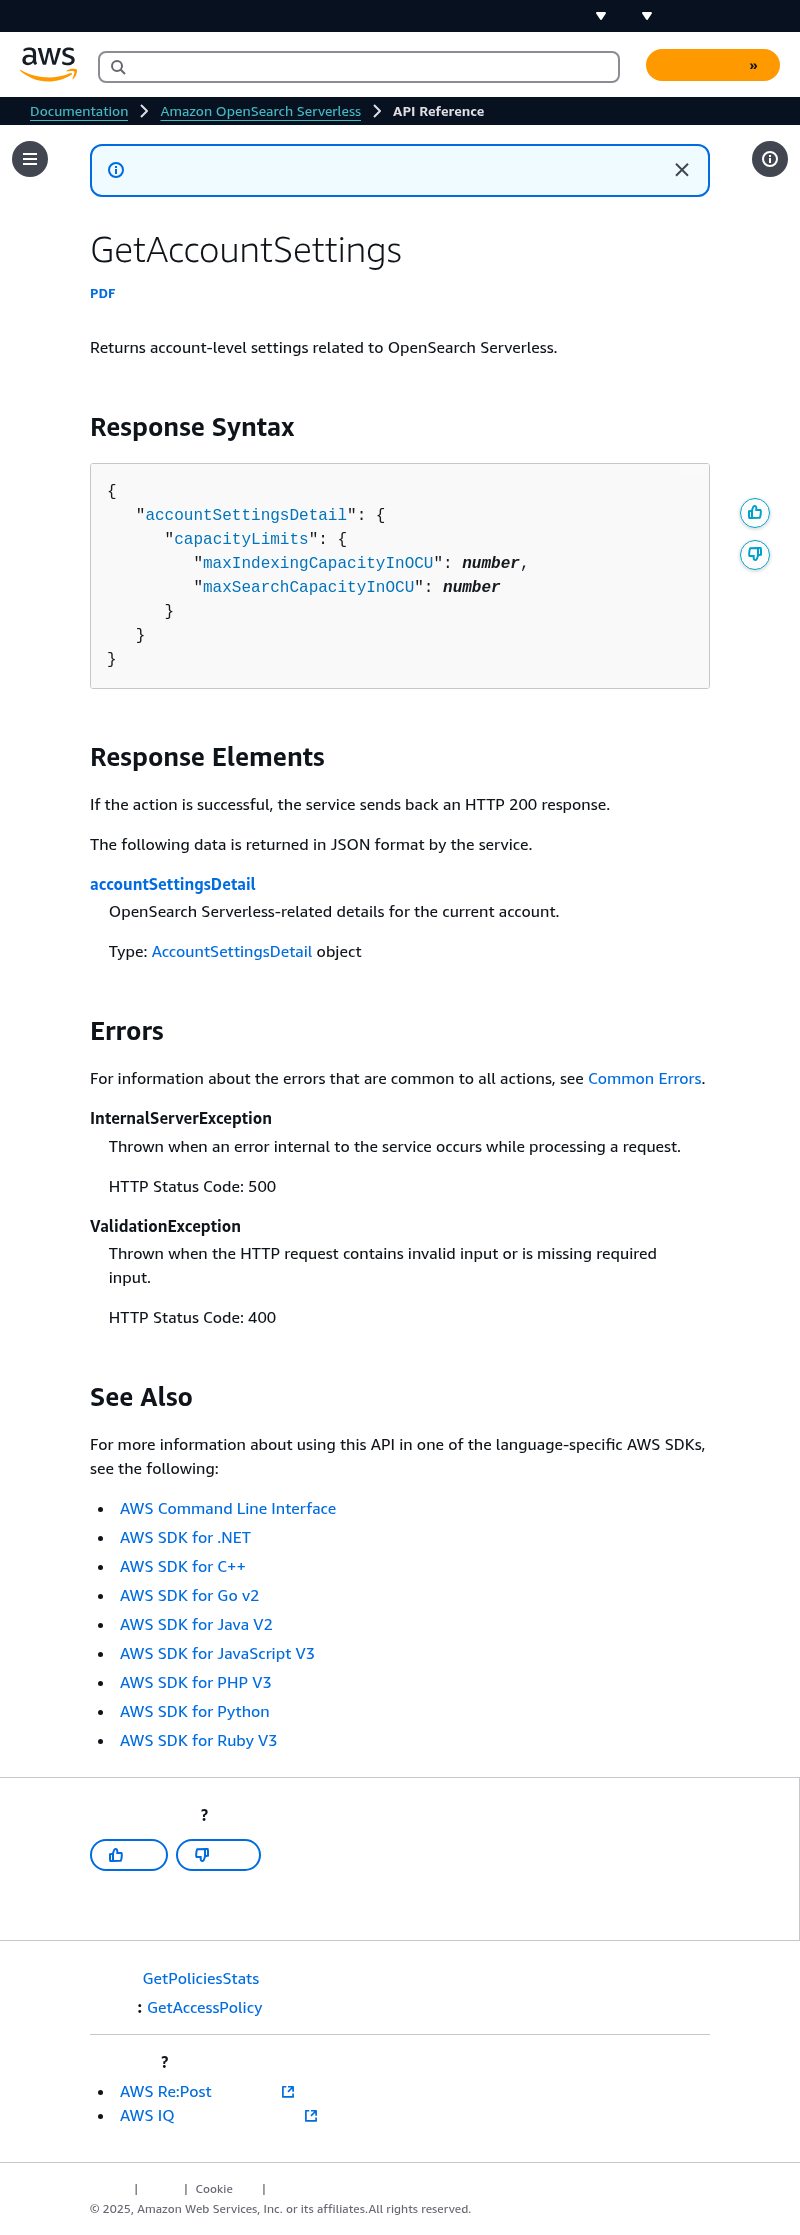 aws
»
Documentation
Amazon OpenSearch Serverless
API Reference
GetAccountSettings
PDF
Returns account-level settings related to OpenSearch Serverless.
Response Syntax
{
   "accountSettingsDetail": {
      "capacityLimits": {
         "maxIndexingCapacityInOCU": number,
         "maxSearchCapacityInOCU": number
      }
   }
}
Response Elements
If the action is successful, the service sends back an HTTP 200 response.
The following data is returned in JSON format by the service.
accountSettingsDetail
OpenSearch Serverless-related details for the current account.
Type: AccountSettingsDetail object
Errors
For information about the errors that are common to all actions, see Common Errors.
InternalServerException
Thrown when an error internal to the service occurs while processing a request.
HTTP Status Code: 500
ValidationException
Thrown when the HTTP request contains invalid input or is missing required
input.
HTTP Status Code: 400
See Also
For more information about using this API in one of the language-specific AWS SDKs,
see the following:
• AWS Command Line Interface
• AWS SDK for .NET
• AWS SDK for C++
• AWS SDK for Go v2
• AWS SDK for Java V2
• AWS SDK for JavaScript V3
• AWS SDK for PHP V3
• AWS SDK for Python
• AWS SDK for Ruby V3
?
GetPoliciesStats
: GetAccessPolicy
?
• AWS Re:Post
• AWS IQ
| | Cookie |
© 2025, Amazon Web Services, Inc. or its affiliates.All rights reserved.